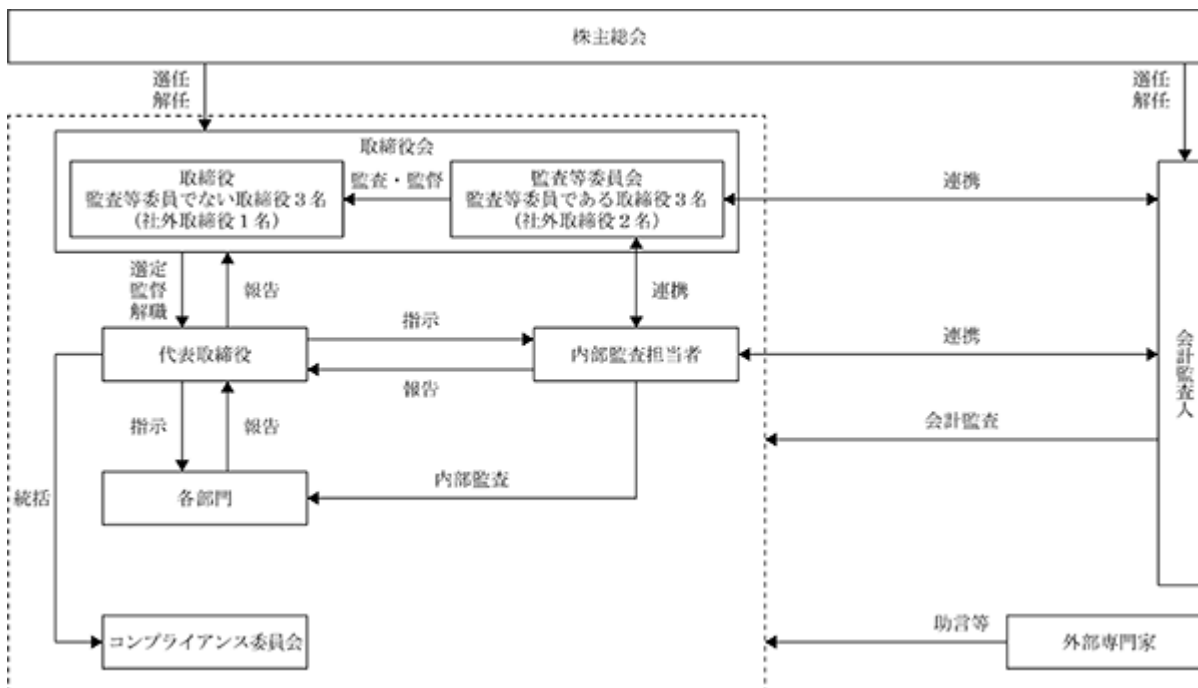 株主総会
選任
解任
選任
解任
取締役会
取締役
監査等委員でない取締役3名
(社外取締役1名)
監査・監督
監査等委員会
監査等委員である取締役3名
(社外取締役2名)
連携
選定
監督
解職
報告
連携
指示
代表取締役
内部監査担当者
連携
報告
会計監査人
指示
報告
会計監査
統括
各部門
内部監査
コンプライアンス委員会
助言等
外部専門家